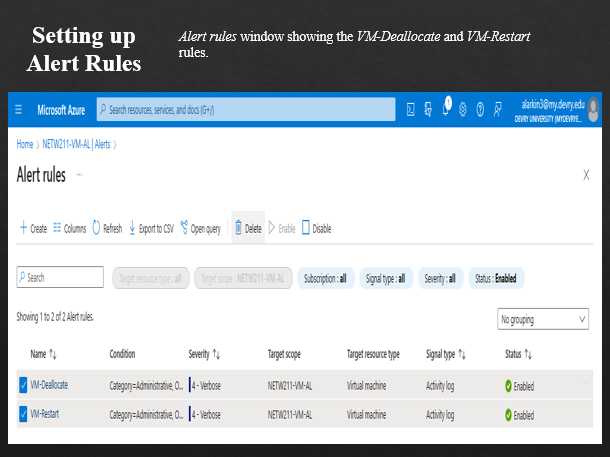 Setting up
Alert Rules
Alert rules window showing the VM-Deallocate and VM-Restart
rules.
Microsoft Azure
Search resources, services, and docs (G+/)
1
alarkin3@my.devry.edu
DEVRY UNIVERSITY (MYDEVRYE...
Home > NETW211-VM-AL | Alerts >
Alert rules ...
Create Columns Refresh Export to CSV Open query Delete Enable Disable
Search Target resource type : all Target scope : NETW211-VM-AL Subscription : all Signal type : all Severity : all Status : Enabled
Showing 1 to 2 of 2 Alert rules.
No grouping
Name Condition Severity Target scope Target resource type Signal type Status
VM-Deallocate Category=Administrative, O... 4 - Verbose NETW211-VM-AL Virtual machine Activity log Enabled
VM-Restart Category=Administrative, O... 4 - Verbose NETW211-VM-AL Virtual machine Activity log Enabled